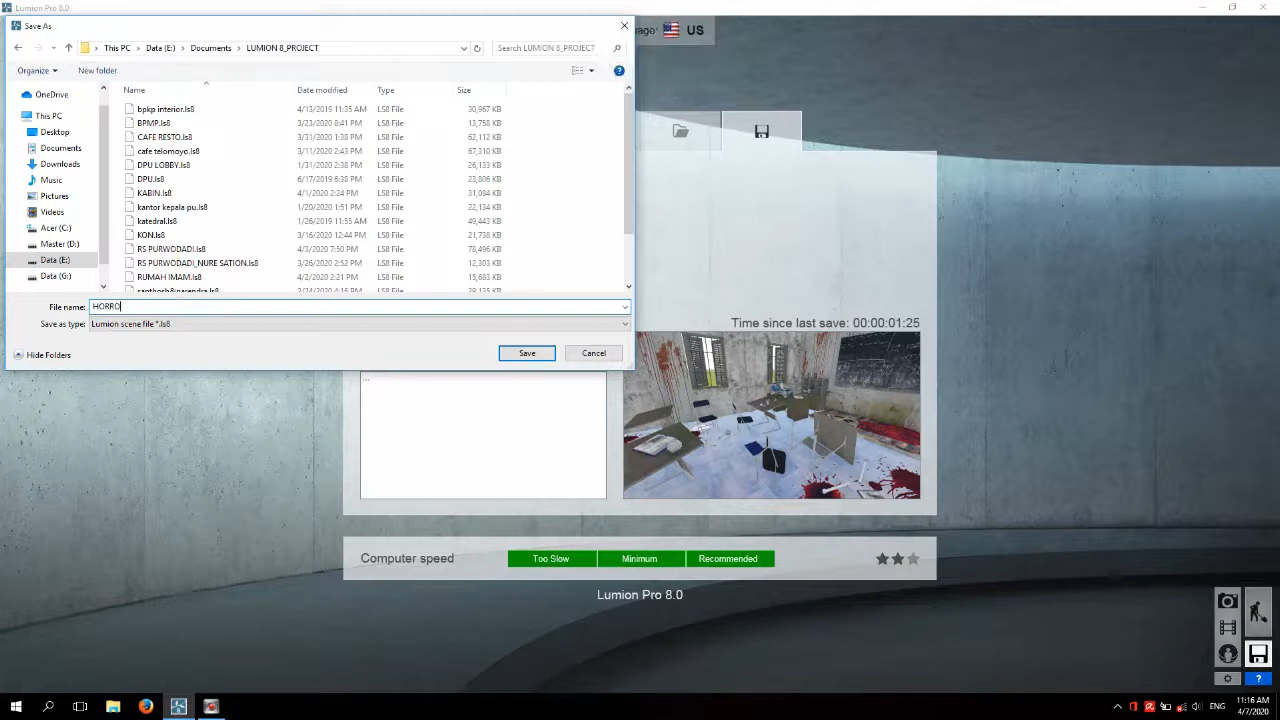 Lumion Pro 8.0
Save As
This PC > Data (E:) > Documents > LUMION 8_PROJECT
Search LUMION 8_PROJECT
US
Organize
New folder
Name
Date modified
Type
Size
OneDrive
This PC
Desktop
Documents
Downloads
Music
Pictures
Videos
Acer (C:)
Master (D:)
Data (E:)
Data (G:)
bpkp interior.ls8 4/13/2019 11:35 AM LS8 File 30,967 KB
BPMP.ls8 3/23/2020 8:41 PM LS8 File 13,758 KB
CAFE RESTO.ls8 3/31/2020 1:38 PM LS8 File 62,112 KB
cafe telomoyo.ls8 3/11/2020 2:43 PM LS8 File 67,310 KB
DPU LOBBY.ls8 1/31/2020 2:38 PM LS8 File 26,133 KB
DPU.ls8 6/17/2019 6:38 PM LS8 File 23,806 KB
KABIN.ls8 4/1/2020 2:24 PM LS8 File 31,084 KB
kantor kepala pu.ls8 1/20/2020 1:51 PM LS8 File 22,134 KB
katedral.ls8 1/26/2019 11:55 AM LS8 File 49,443 KB
KON.ls8 3/16/2020 12:44 PM LS8 File 21,738 KB
RS PURWODADI.ls8 4/3/2020 7:50 PM LS8 File 78,496 KB
RS PURWODADI_NURE SATION.ls8 3/26/2020 2:52 PM LS8 File 12,303 KB
RUMAH IMAM.ls8 4/2/2020 2:21 PM LS8 File 15,683 KB
File name: HORRO
Save as type: Lumion scene file *.ls8
Hide Folders
Save
Cancel
Time since last save: 00:00:01:25
...
Computer speed
Too Slow
Minimum
Recommended
Lumion Pro 8.0
?
ENG
11:16 AM
4/7/2020